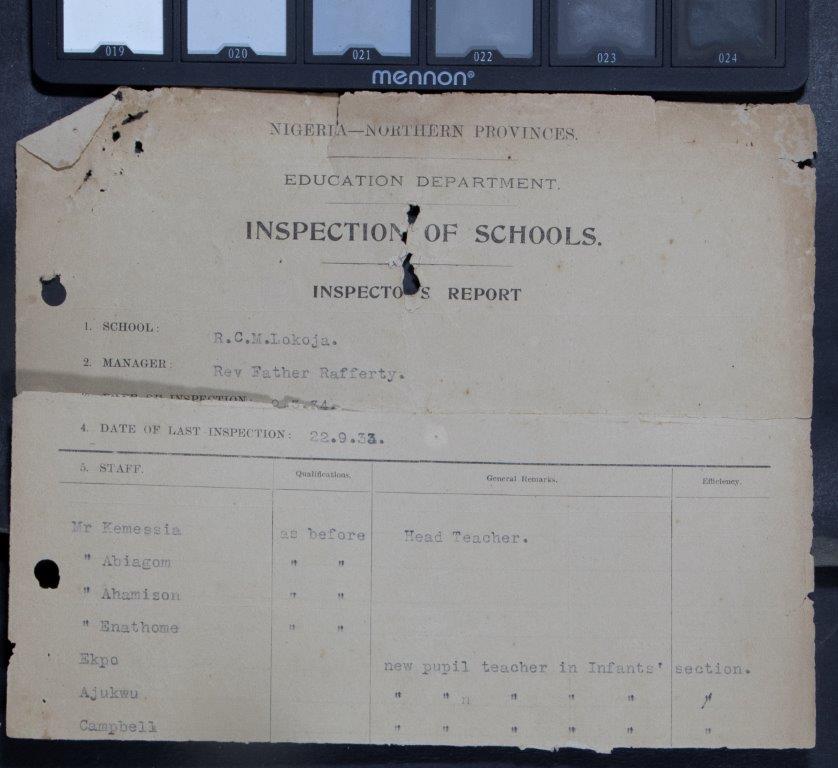 019 020 021 022 023 024
mennon®
NIGERIA—NORTHERN PROVINCES.
EDUCATION DEPARTMENT.
INSPECTION OF SCHOOLS.
INSPECTO 'S REPORT
1. SCHOOL: R.C.M.Lokoja.
2. MANAGER: Rev Father Rafferty.
OF INSPECTION:
4. DATE OF LAST INSPECTION: 22.9.33.
5. STAFF. Qualifications. General Remarks. Efficiency.
Mr Kemessia as before Head Teacher.
" Abiagom " "
" Ahamison " "
" Enathome " "
Ekpo new pupil teacher in Infants' section.
Ajukwu " " n " " " "
Campbell " " " " " "